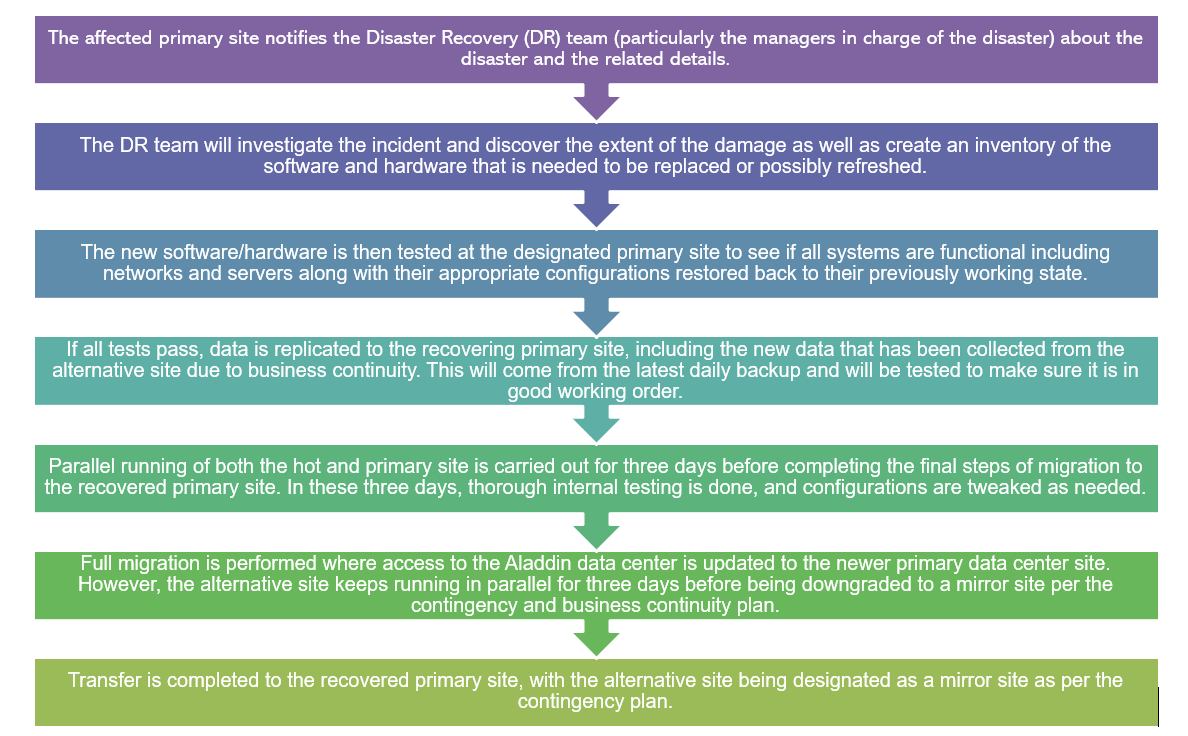 The affected primary site notifies the Disaster Recovery (DR) team (particularly the managers in charge of the disaster) about the
disaster and the related details.
The DR team will investigate the incident and discover the extent of the damage as well as create an inventory of the
software and hardware that is needed to be replaced or possibly refreshed.
The new software/hardware is then tested at the designated primary site to see if all systems are functional including
networks and servers along with their appropriate configurations restored back to their previously working state.
If all tests pass, data is replicated to the recovering primary site, including the new data that has been collected from the
alternative site due to business continuity. This will come from the latest daily backup and will be tested to make sure it is in
good working order.
Parallel running of both the hot and primary site is carried out for three days before completing the final steps of migration to
the recovered primary site. In these three days, thorough internal testing is done, and configurations are tweaked as needed.
Full migration is performed where access to the Aladdin data center is updated to the newer primary data center site.
However, the alternative site keeps running in parallel for three days before being downgraded to a mirror site per the
contingency and business continuity plan.
Transfer is completed to the recovered primary site, with the alternative site being designated as a mirror site as per the
contingency plan.